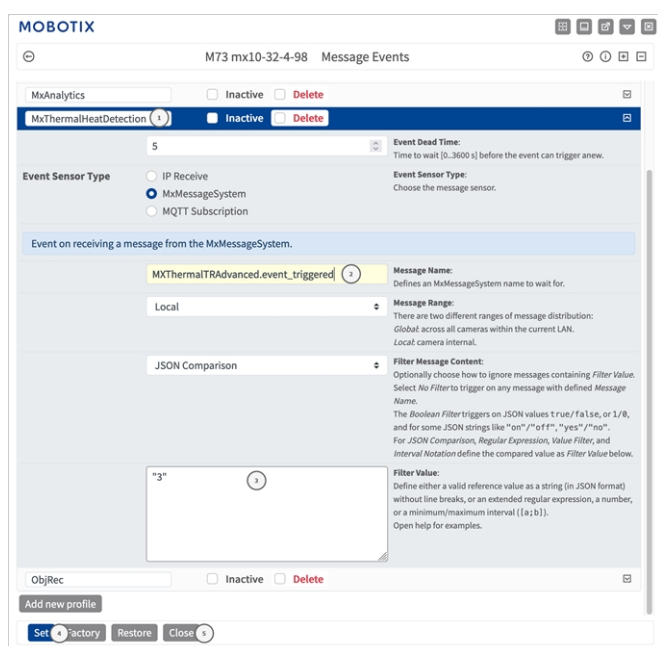 MOBOTIX
M73 mx10-32-4-98 Message Events
MxAnalytics Inactive Delete
MxThermalHeatDetection 1 Inactive Delete
5
Event Dead Time:
Time to wait [0..3600 s] before the event can trigger anew.
Event Sensor Type
IP Receive
MxMessageSystem
MQTT Subscription
Event Sensor Type:
Choose the message sensor.
Event on receiving a message from the MxMessageSystem.
MXThermalTRAdvanced.event_triggered 2
Message Name:
Defines an MxMessageSystem name to wait for.
Local
Message Range:
There are two different ranges of message distribution:
Global: across all cameras within the current LAN.
Local: camera internal.
JSON Comparison
Filter Message Content:
Optionally choose how to ignore messages containing Filter Value.
Select No Filter to trigger on any message with defined Message
Name.
The Boolean Filter triggers on JSON values true/false, or 1/0,
and for some JSON strings like "on"/"off", "yes"/"no".
For JSON Comparison, Regular Expression, Value Filter, and
Interval Notation define the compared value as Filter Value below.
"3" 3
Filter Value:
Define either a valid reference value as a string (in JSON format)
without line breaks, or an extended regular expression, a number,
or a minimum/maximum interval ([a;b]).
Open help for examples.
ObjRec Inactive Delete
Add new profile
Set 4 Factory Restore Close 5